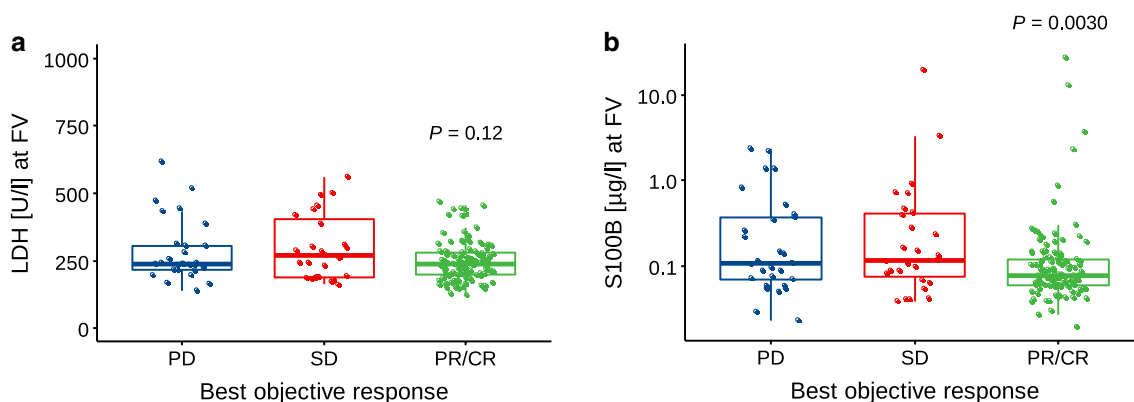 a
LDH [U/l] at FV
1000
750
500
250
0
P = 0.12
PD
SD
PR/CR
Best objective response
b
P = 0.0030
S100B [µg/l] at FV
10.0
1.0
0.1
PD
SD
PR/CR
Best objective response